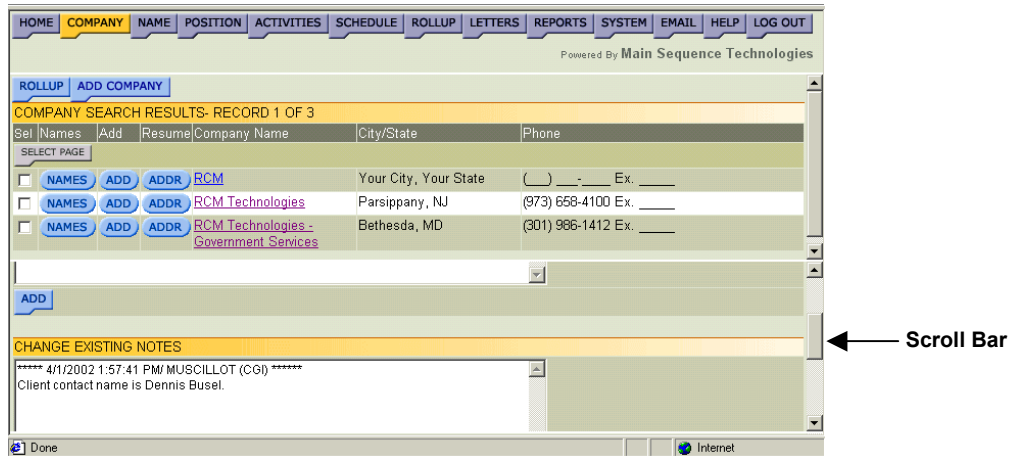 HOME COMPANY NAME POSITION ACTIVITIES SCHEDULE ROLLUP LETTERS REPORTS SYSTEM EMAIL HELP LOG OUT
Powered By Main Sequence Technologies
ROLLUP ADD COMPANY
COMPANY SEARCH RESULTS- RECORD 1 OF 3
Sel Names Add Resume Company Name City/State Phone
SELECT PAGE
NAMES ADD ADDR RCM Your City, Your State (__) ___-____ Ex. _____
NAMES ADD ADDR RCM Technologies Parsippany, NJ (973) 658-4100 Ex. _____
NAMES ADD ADDR RCM Technologies - Bethesda, MD (301) 986-1412 Ex. _____
Government Services
ADD
CHANGE EXISTING NOTES
Scroll Bar
***** 4/1/2002 1:57:41 PM/ MUSCILLOT (CGI) ******
Client contact name is Dennis Busel.
Done Internet